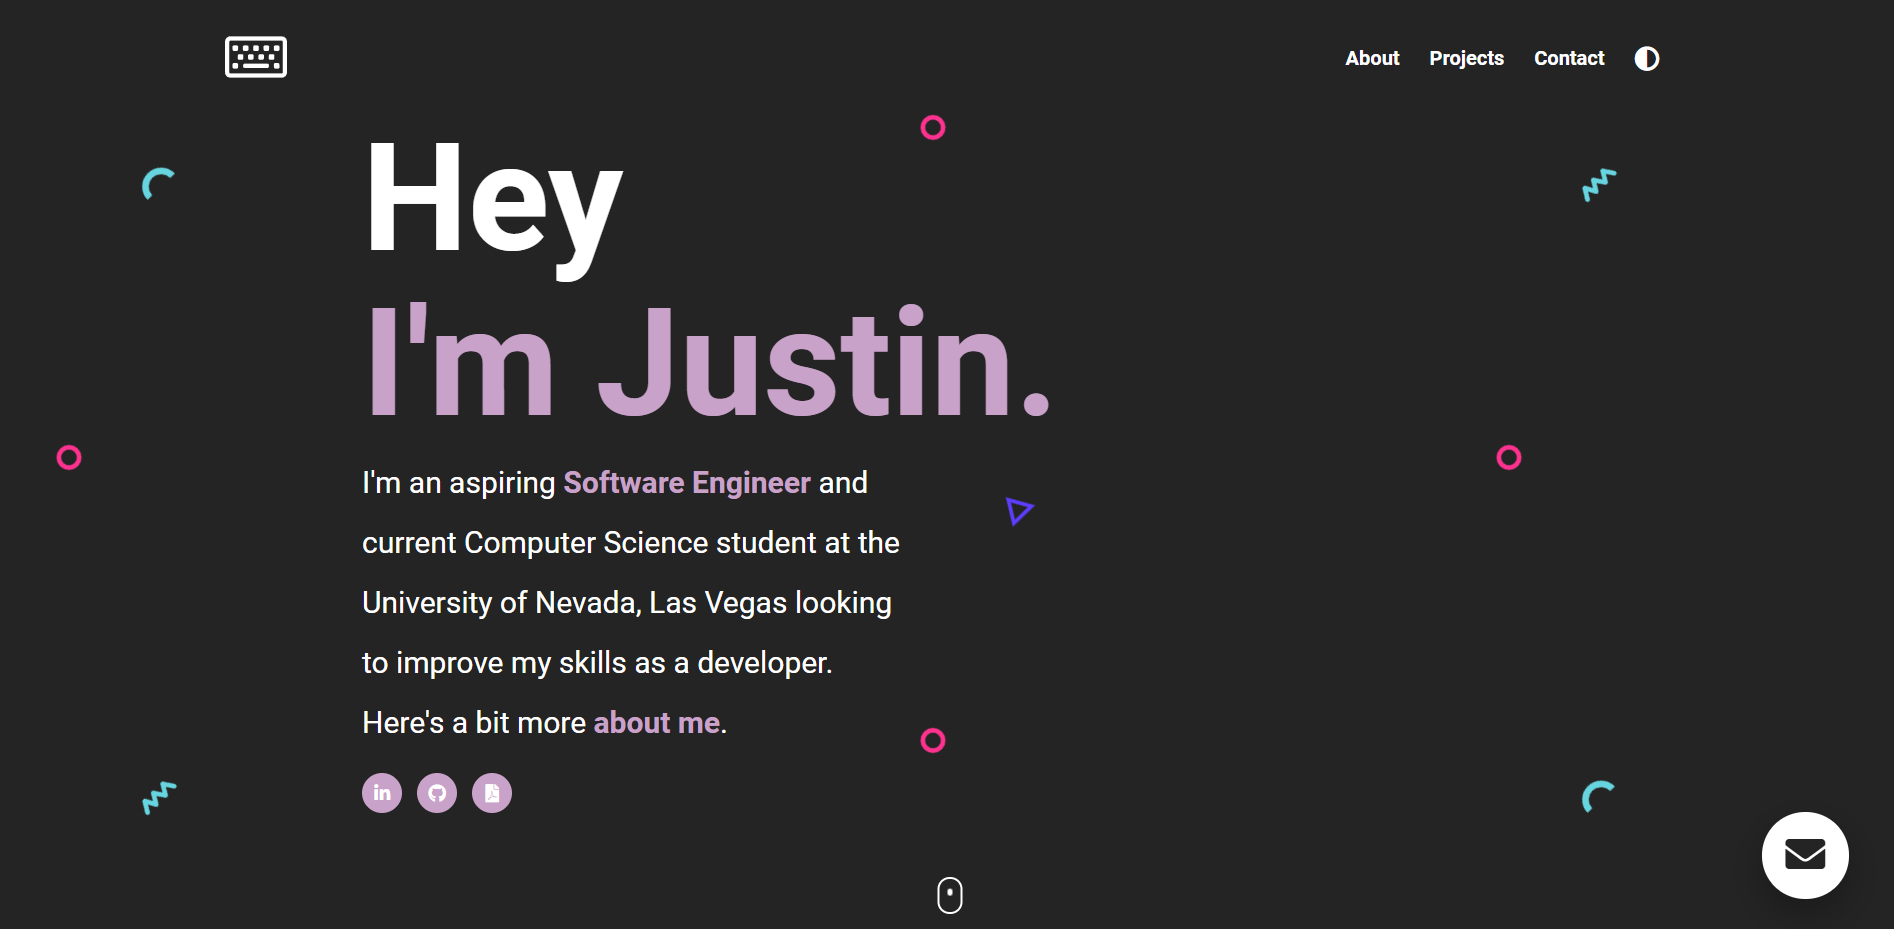 About
Projects
Contact
Hey
I'm Justin.
I'm an aspiring Software Engineer and
current Computer Science student at the
University of Nevada, Las Vegas looking
to improve my skills as a developer.
Here's a bit more about me.
in